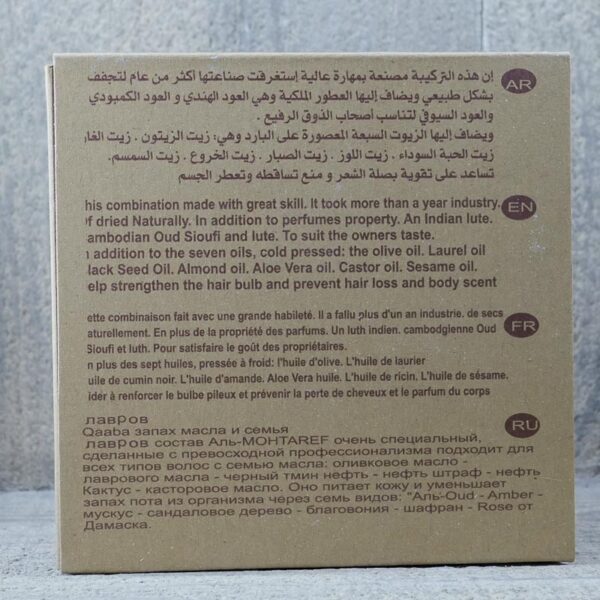 إن هذه التركيبة مصنعة بمهارة عالية إستغرقت صناعتها أكثر من عام لتجفف
بشكل طبيعي ويضاف إليها العطور الملكية وهي العود الهندي و العود الكمبودي
والعود السيوفي لتناسب أصحاب الذوق الرفيع .
ويضاف إليها الزيوت السبعة المعصورة على البارد وهي: زيت الزيتون . زيت الغار
زيت الحبة السوداء . زيت اللوز . زيت الصبار . زيت الخروع . زيت السمسم .
تساعد على تقوية بصلة الشعر و منع تساقطه وتعطر الجسم
AR
his combination made with great skill. It took more than a year industry.
Of dried Naturally. In addition to perfumes property. An Indian lute.
ambodian Oud Sioufi and lute. To suit the owners taste.
addition to the seven oils, cold pressed: the olive oil. Laurel oil
lack Seed Oil. Almond oil. Aloe Vera oil. Castor oil. Sesame oil.
elp strengthen the hair bulb and prevent hair loss and body scent
EN
ette combinaison fait avec une grande habileté. Il a fallu plus d'un an industrie. de secs
aturellement. En plus de la propriété des parfums. Un luth indien. cambodglenne Oud
Sioufi et luth. Pour satisfaire le goût des propriétaires.
n plus des sept huiles, pressée à froid: l'huile d'olive. L'huile de laurier
uile de cumin noir. L'huile d'amande. Aloe Vera huile. L'huile de ricin. L'huile de sésame.
ider à renforcer le bulbe pileux et prévenir la perte de cheveux et le parfum du corps
FR
лавров
Qaaba запах масла и семья
лавров состав Аль-МОНТАREF очень специальный,
сделанные с превосходной профессионализма подходит для
всех типов волос с семью масла: оливковое масло -
лаврового масла - черный тмин нефть - нефть штраф - нефть
Кактус - касторовое масло. Оно питает кожу и уменьшает
запах пота из организма через семь видов: "Аль-Oud - Amber -
мускус - сандаловое дерево - благовония - шафран - Rose от
Дамаска.
RU